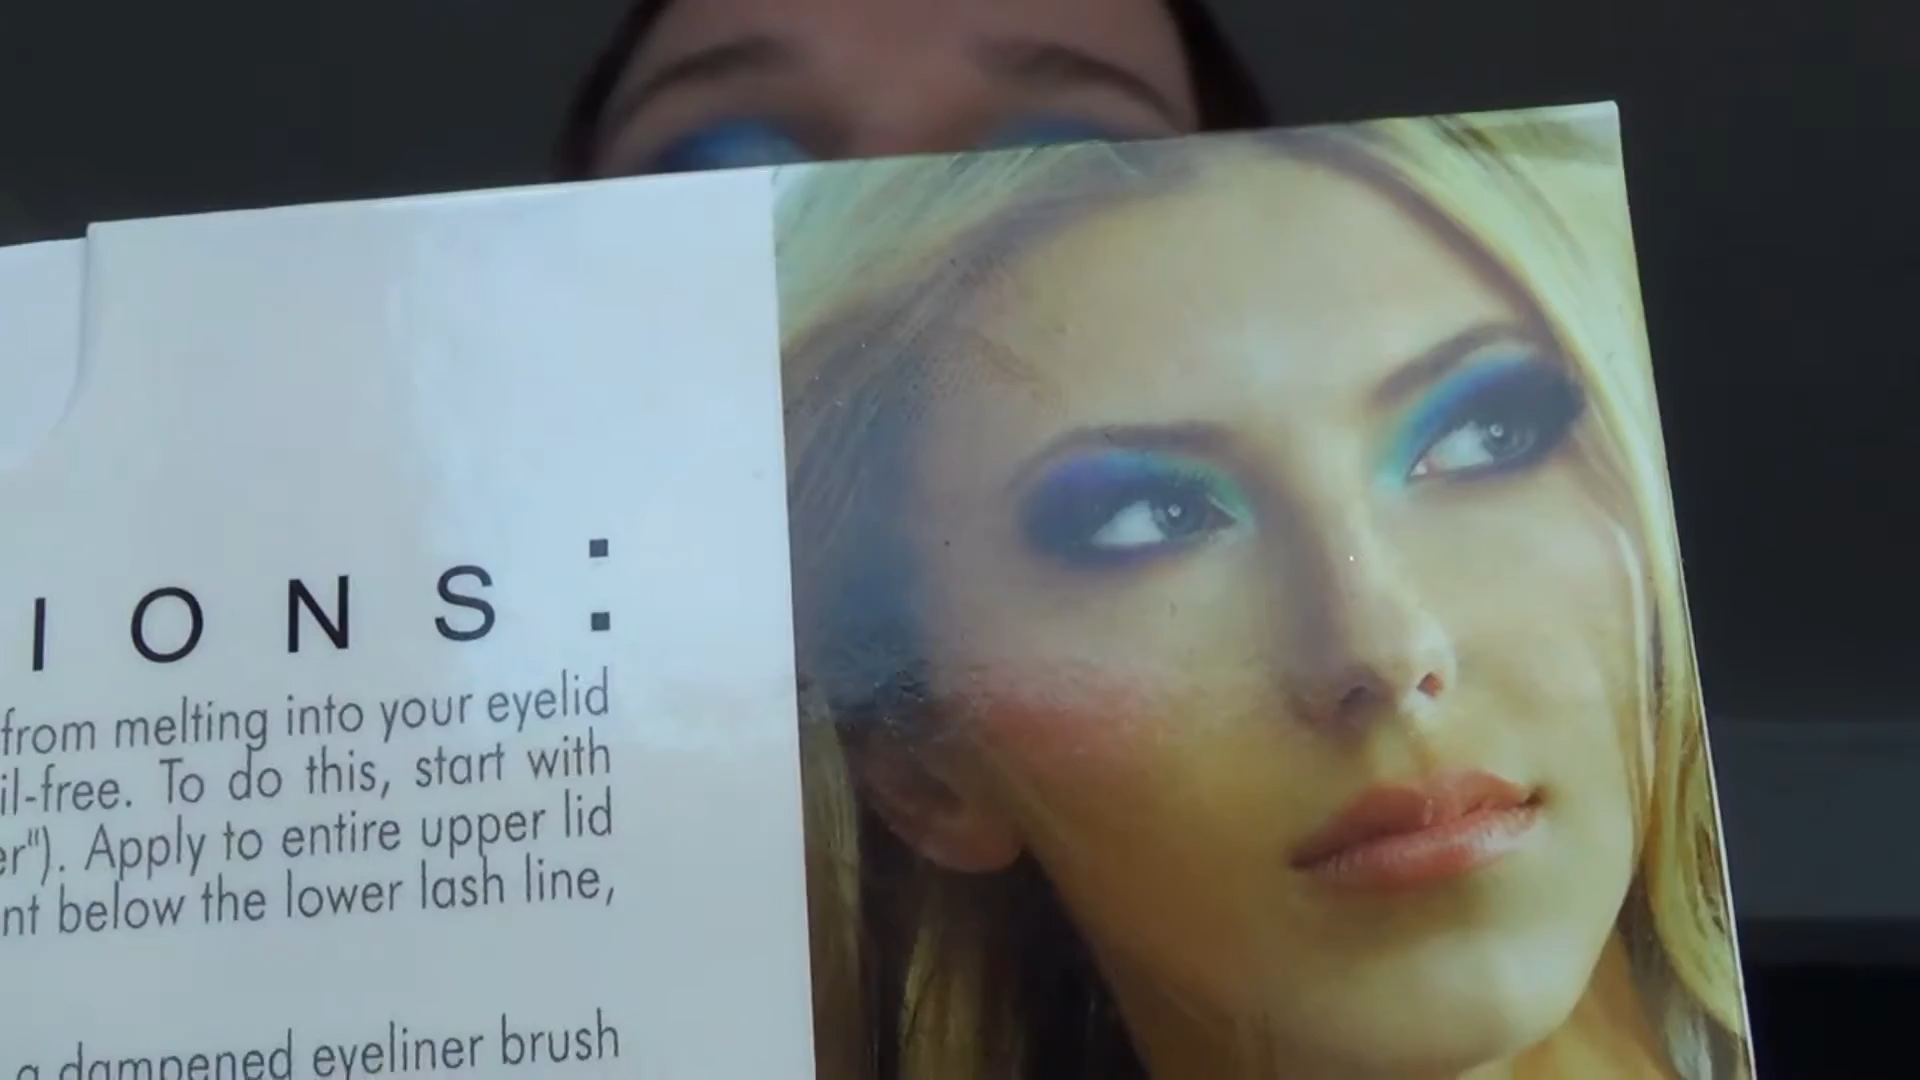 I O N S :
from melting into your eyelid
il-free. To do this, start with
er"). Apply to entire upper lid
nt below the lower lash line,
a dampened eyeliner brush